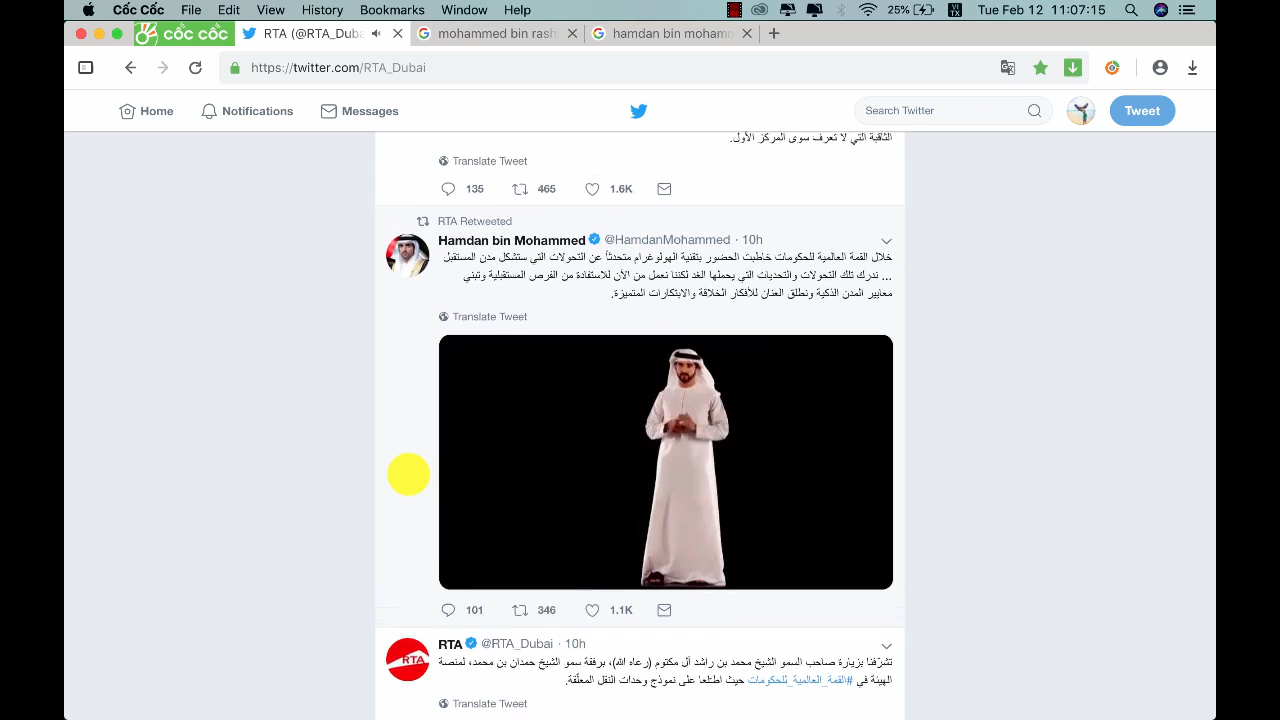 Cốc Cốc File Edit View History Bookmarks Window Help 25% VI TX Tue Feb 12 11:07:15
cốc cốc RTA (@RTA_Duba mohammed bin rash hamdan bin mohamm
https://twitter.com/RTA_Dubai
Home Notifications Messages Search Twitter Tweet
الثاقبة التي لا تعرف سوى المركز الأول.
Translate Tweet
135 465 1.6K
RTA Retweeted
Hamdan bin Mohammed @HamdanMohammed · 10h
خلال القمة العالمية للحكومات خاطبت الحضور بتقنية الهولوغرام متحدثاً عن التحولات التي ستشكل مدن المستقبل
... ندرك تلك التحولات والتحديات التي يحملها الغد لكننا نعمل من الآن للاستفادة من الفرص المستقبلية وتبني
معايير المدن الذكية ونطلق العنان للأفكار الخلاقة والابتكارات المتميزة.
Translate Tweet
101 346 1.1K
RTA
RTA @RTA_Dubai · 10h
تشرّفنا بزيارة صاحب السمو الشيخ محمد بن راشد آل مكتوم (رعاه الله)، برفقة سمو الشيخ حمدان بن محمد، لمنصة
الهيئة في #القمة_العالمية_للحكومات حيث اطلعا على نموذج وحدات النقل المعلّقة.
Translate Tweet